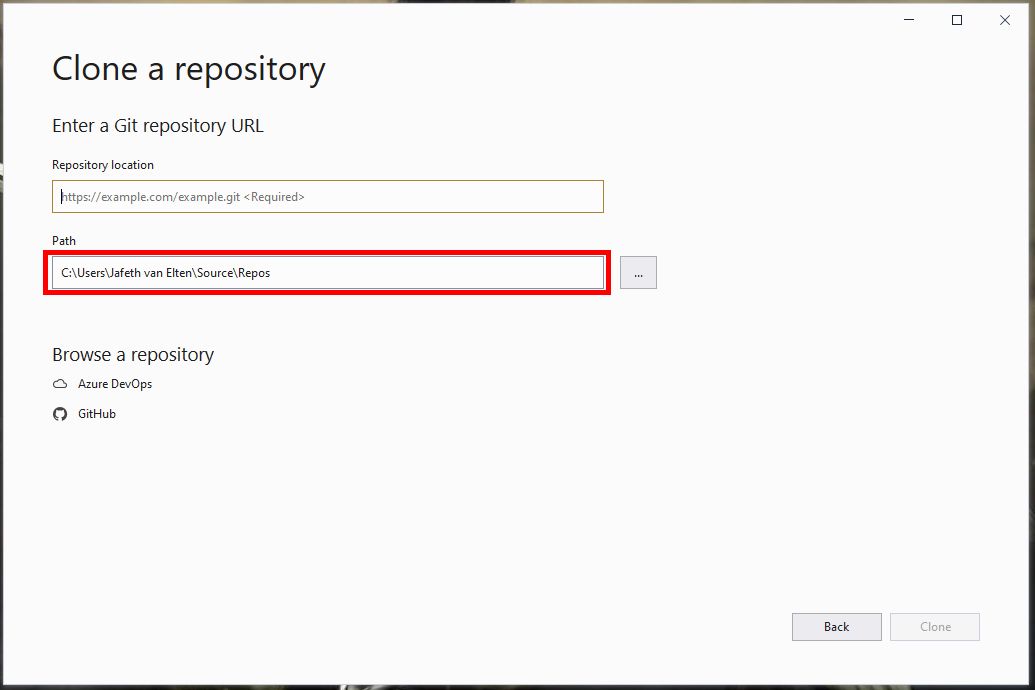 Clone a repository
Enter a Git repository URL
Repository location
https://example.com/example.git <Required>
Path
C:\Users\Jafeth van Elten\Source\Repos
...
Browse a repository
Azure DevOps
GitHub
Back
Clone